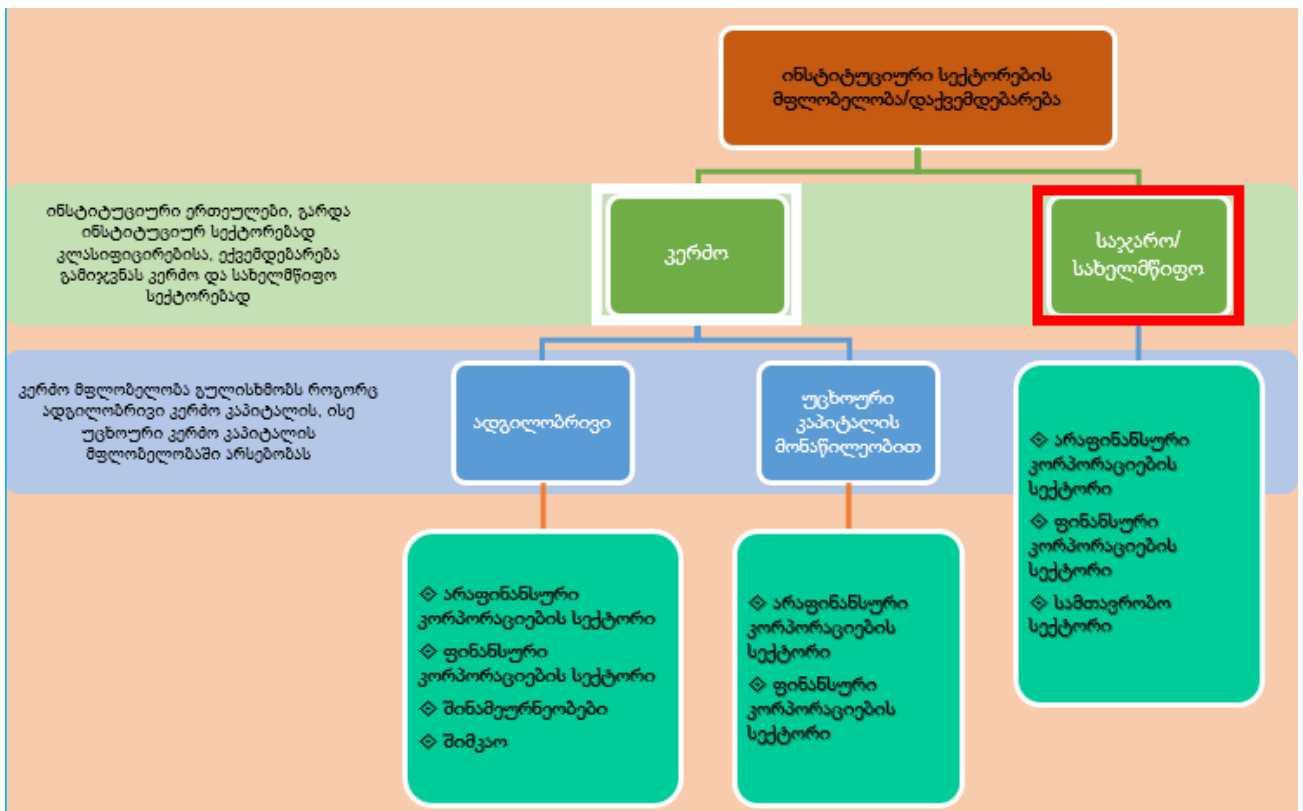 ინსტიტუციური სექტორების
მფლობელობა/დაქვემდებარება
ინსტიტუციური ერთეულები, გარდა
ინსტიტუციურ სექტორებად
კლასიფიცირებისა, ექვემდებარება
გამიჯვნას კერძო და სახელმწიფო
სექტორებად
კერძო
საჯარო/
სახელმწიფო
კერძო მფლობელობა გულისხმობს როგორც
ადგილობრივი კერძო კაპიტალის, ისე
უცხოური კერძო კაპიტალის
მფლობელობაში არსებობას
ადგილობრივი
უცხოური
კაპიტალის
მონაწილეობით
არაფინანსური
კორპორაციების სექტორი
ფინანსური
კორპორაციების სექტორი
შინამეურნეობები
შიმკაო
არაფინანსური
კორპორაციების
სექტორი
ფინანსური
კორპორაციების
სექტორი
არაფინანსური
კორპორაციების
სექტორი
ფინანსური
კორპორაციების
სექტორი
სამთავრობო
სექტორი